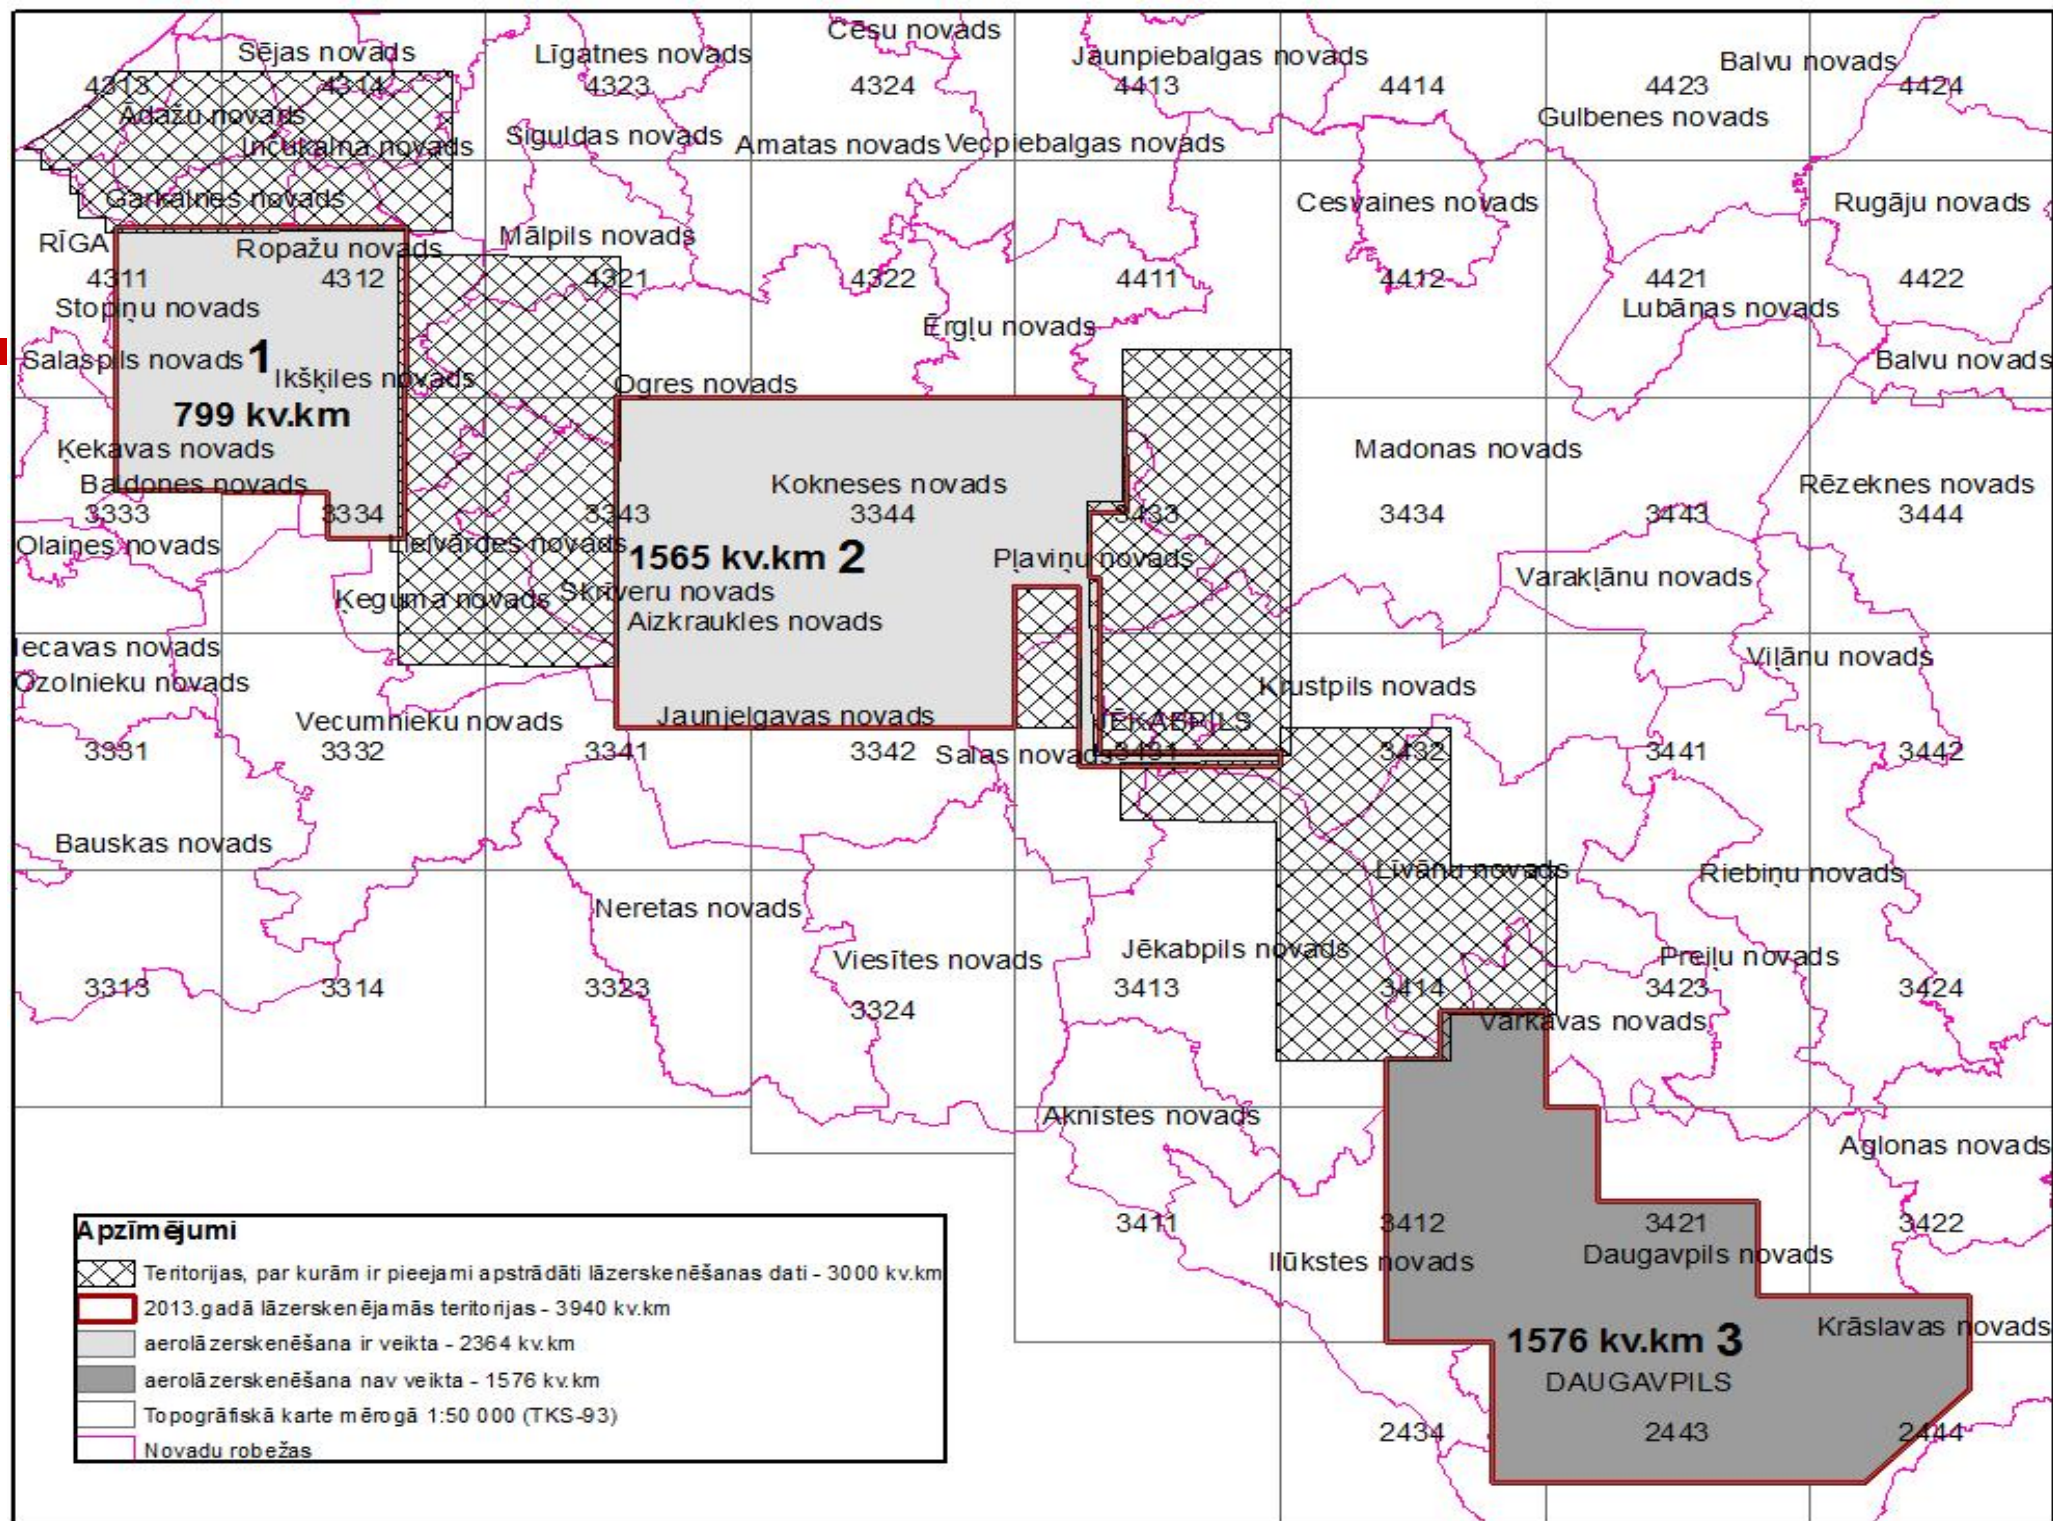 Cēsu novads
Sējas novads
Līgatnes novads
Jaunpiebalgas novads
Balvu novads
4313
4314
4323
4324
4413
4414
4423
4424
Ādažu novads
Gulbenes novads
Inčukalna novads
Siguldas novads
Amatas novads
Vecpiebalgas novads
Garkalnes novads
Cesvaines novads
Rugāju novads
RĪGA
Ropažu novads
Mālpils novads
4311
4312
4321
4322
4411
4412
4421
4422
Stopiņu novads
Lubānas novads
Ērgļu novads
Salaspils novads
1
Ikšķiles novads
Ogres novads
Balvu novads
799 kv.km
Ķekavas novads
Madonas novads
Baldones novads
Kokneses novads
Rēzeknes novads
3333
3334
3343
3344
3433
3434
3443
3444
Olaines novads
Lielvārdes novads
1565 kv.km 2
Pļaviņu novads
Varakļānu novads
Ķeguma novads
Skrīveru novads
Aizkraukles novads
Iecavas novads
Viļānu novads
Ozolnieku novads
Krustpils novads
Vecumnieku novads
Jaunjelgavas novads
JĒKABPILS
3331
3332
3341
3342
Salas novads
3431
3432
3441
3442
Bauskas novads
Līvānu novads
Riebiņu novads
Neretas novads
Viesītes novads
Jēkabpils novads
Preiļu novads
3313
3314
3323
3324
3413
3414
3423
3424
Vārkavas novads
Aknīstes novads
Aglonas novads
3411
3412
3421
3422
Ilūkstes novads
Daugavpils novads
1576 kv.km 3
Krāslavas novads
DAUGAVPILS
2434
2443
2444
Apzīmējumi
Teritorijas, par kurām ir pieejami apstrādāti lāzerskenēšanas dati - 3000 kv.km
2013.gadā lāzerskenējamās teritorijas - 3940 kv.km
aerolāzerskenēšana ir veikta - 2364 kv.km
aerolāzerskenēšana nav veikta - 1576 kv.km
Topogrāfiskā karte mērogā 1:50 000 (TKS-93)
Novadu robežas